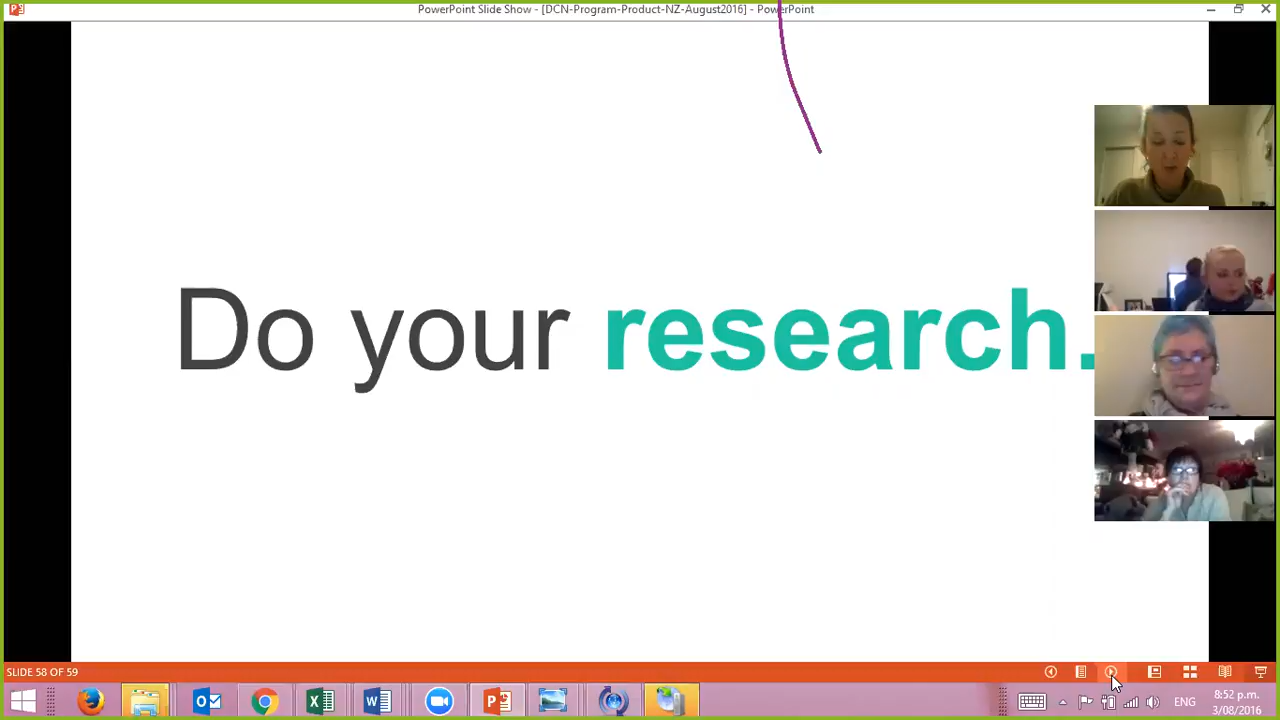 PowerPoint Slide Show - [DCN-Program-Product-NZ-August2016] - PowerPoint
Do your research.
SLIDE 58 OF 59
ENG
8:52 p.m.
3/08/2016